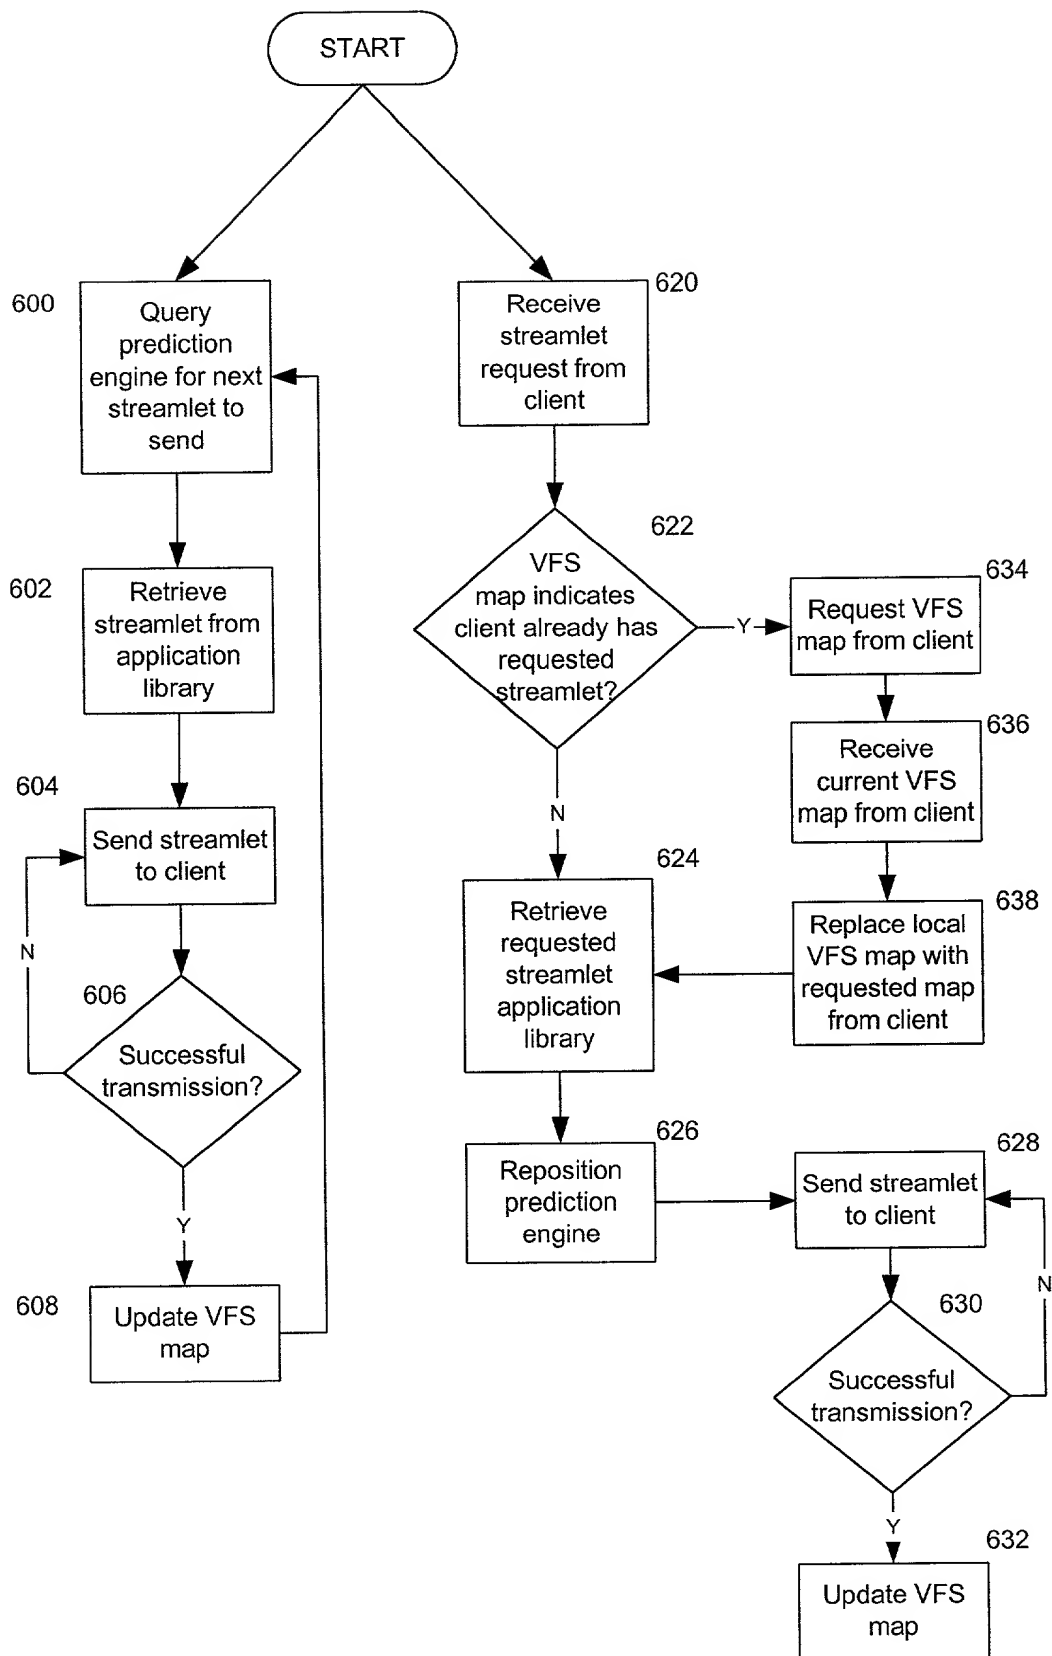 START
600
Query
prediction
engine for next
streamlet to
send
602
Retrieve
streamlet from
application
library
604
Send streamlet
to client
N
606
Successful
transmission?
Y
608
Update VFS
map
620
Receive
streamlet
request from
client
622
VFS
map indicates
client already has
requested
streamlet?
Y
N
634
Request VFS
map from client
636
Receive
current VFS
map from client
638
Replace local
VFS map with
requested map
from client
624
Retrieve
requested
streamlet
application
library
626
Reposition
prediction
engine
628
Send streamlet
to client
N
630
Successful
transmission?
Y
632
Update VFS
map